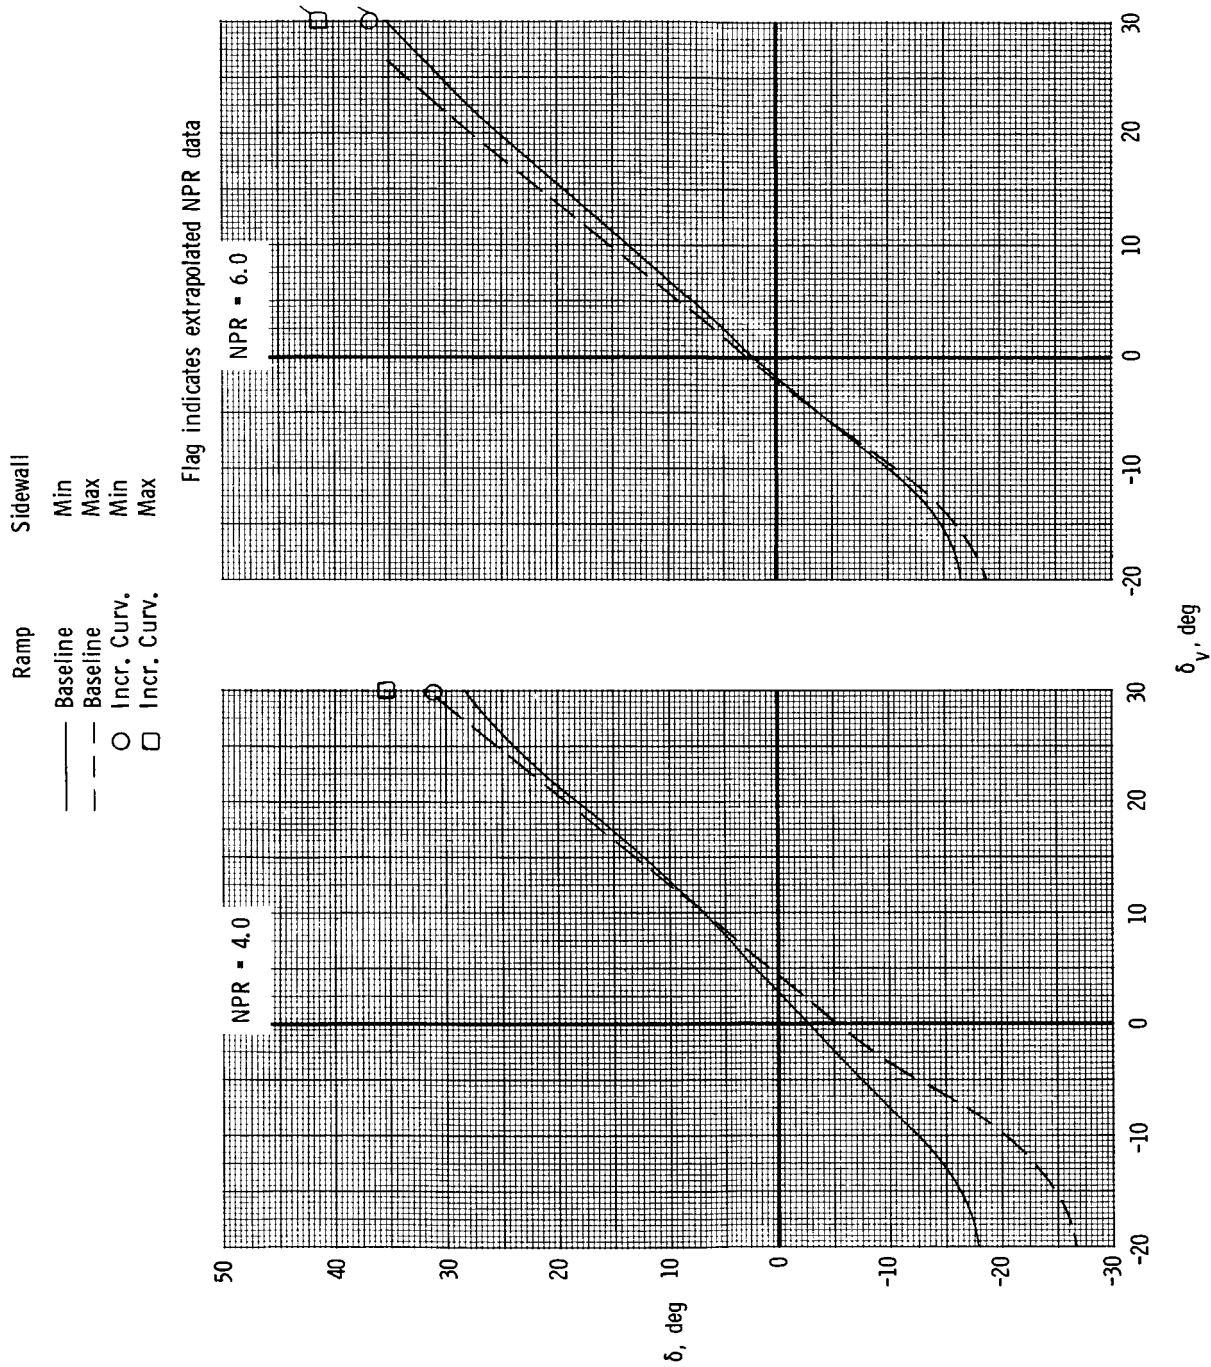 Ramp Sidewall
Baseline Min
Baseline Max
Incr. Curv. Min
Incr. Curv. Max
Flag indicates extrapolated NPR data
NPR = 4.0
NPR = 6.0
50
40
30
20
10
0
-10
-20
-30
δ, deg
-20 -10 0 10 20 30
-20 -10 0 10 20 30
δv, deg